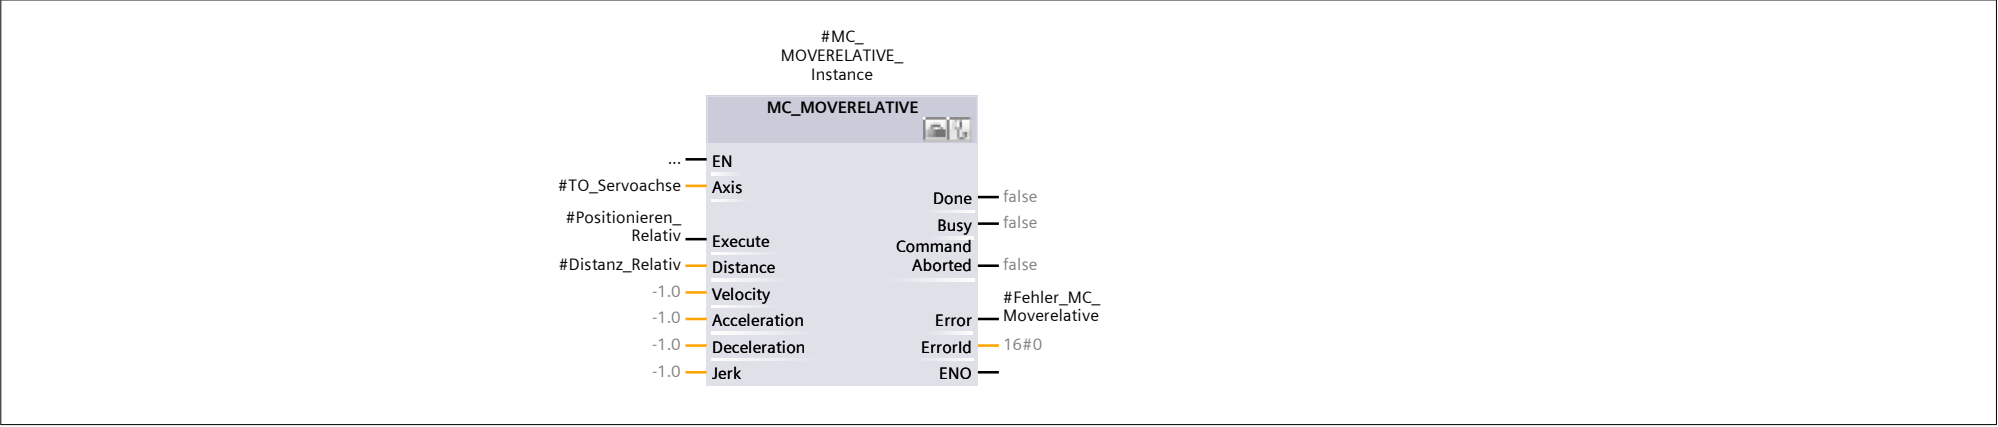 #MC_
MOVERELATIVE_
Instance
MC_MOVERELATIVE
... EN
#TO_Servoachse Axis
Done false
#Positionieren_
Relativ Execute
Busy false
Command
Aborted false
#Distanz_Relativ Distance
-1.0 Velocity
#Fehler_MC_
Moverelative
-1.0 Acceleration
Error
-1.0 Deceleration
ErrorId 16#0
-1.0 Jerk
ENO